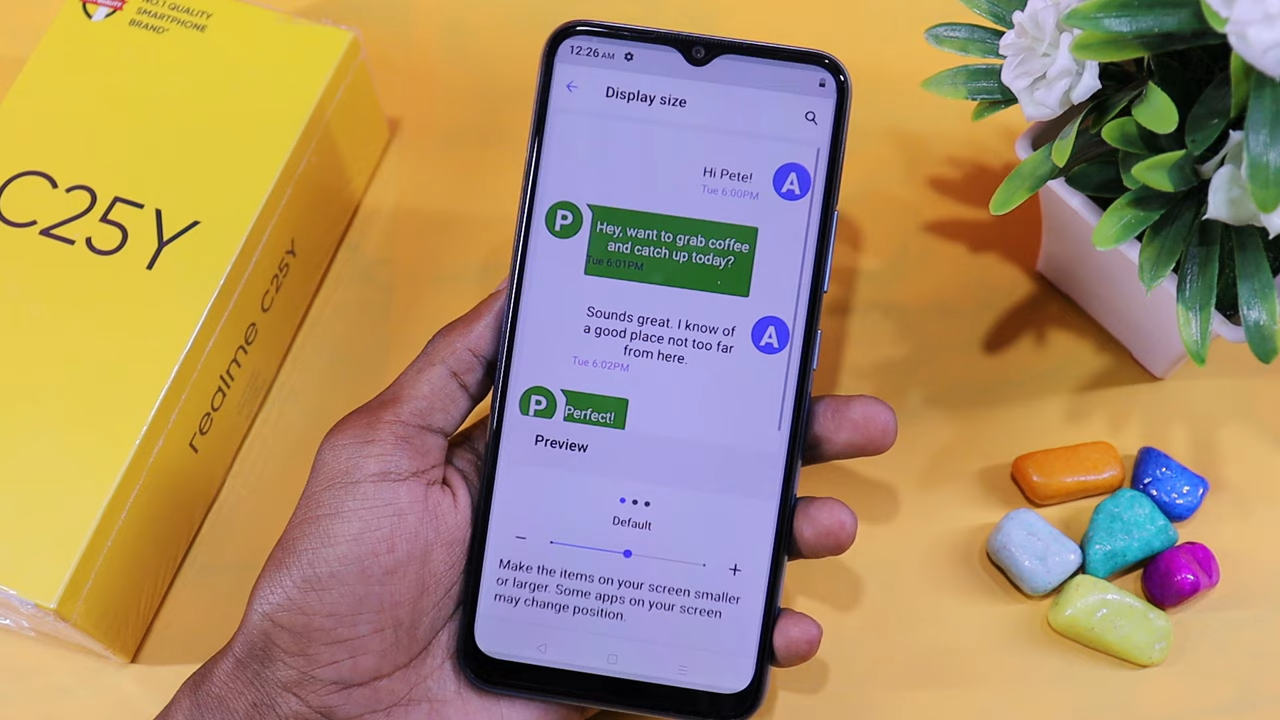 NO.1 QUALITY
SMARTPHONE
BRAND*
C25Y
realme C25Y
12:26 AM
Display size
Hi Pete!
Tue 6:00PM
A
P
Hey, want to grab coffee
and catch up today?
Tue 6:01PM
Sounds great. I know of
a good place not too far
from here.
Tue 6:02PM
A
P
Perfect!
Preview
Default
Make the items on your screen smaller
or larger. Some apps on your screen
may change position.